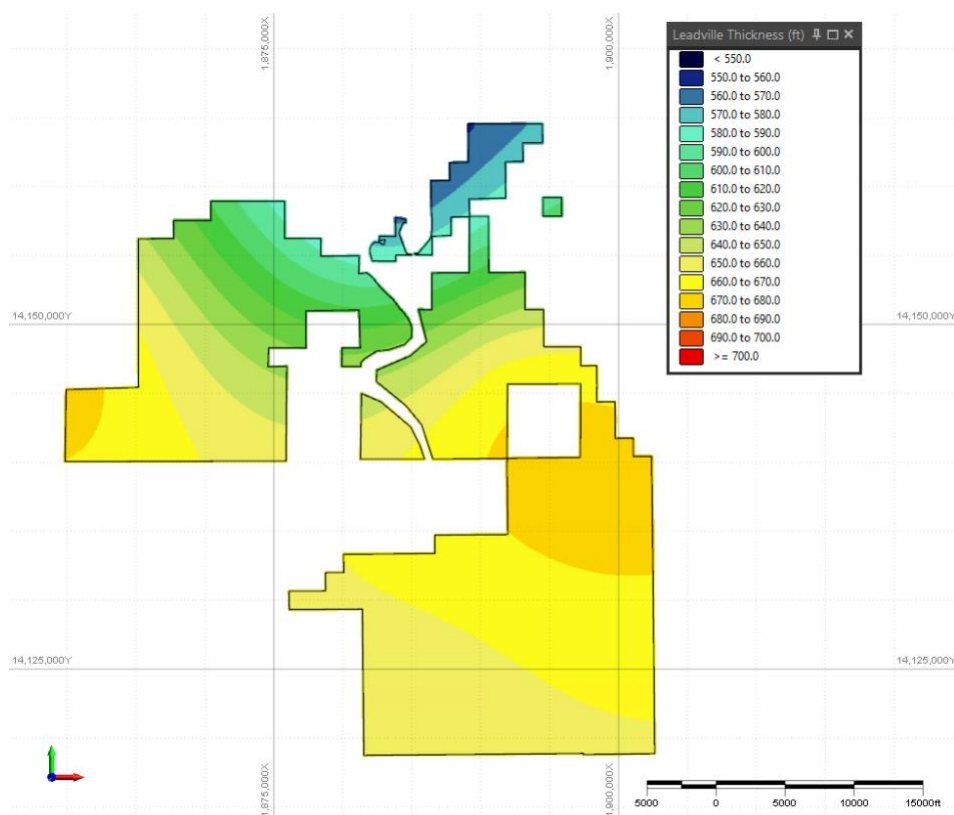 1,875,000X
1,900,000X
Leadville Thickness (ft)
< 550.0
550.0 to 560.0
560.0 to 570.0
570.0 to 580.0
580.0 to 590.0
590.0 to 600.0
600.0 to 610.0
610.0 to 620.0
620.0 to 630.0
630.0 to 640.0
640.0 to 650.0
650.0 to 660.0
660.0 to 670.0
670.0 to 680.0
680.0 to 690.0
690.0 to 700.0
>= 700.0
14,150,000Y
14,150,000Y
14,125,000Y
14,125,000Y
1,875,000X
1,900,000X
5000 0 5000 10000 15000ft